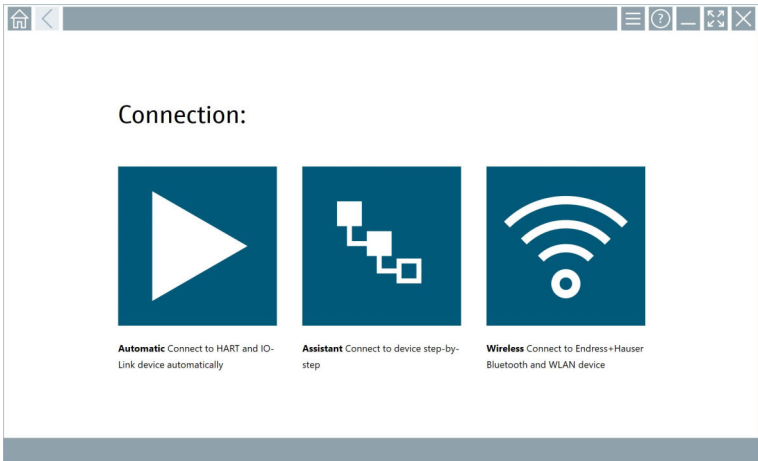 Connection:
Automatic Connect to HART and IO-
Link device automatically
Assistant Connect to device step-by-
step
Wireless Connect to Endress+Hauser
Bluetooth and WLAN device